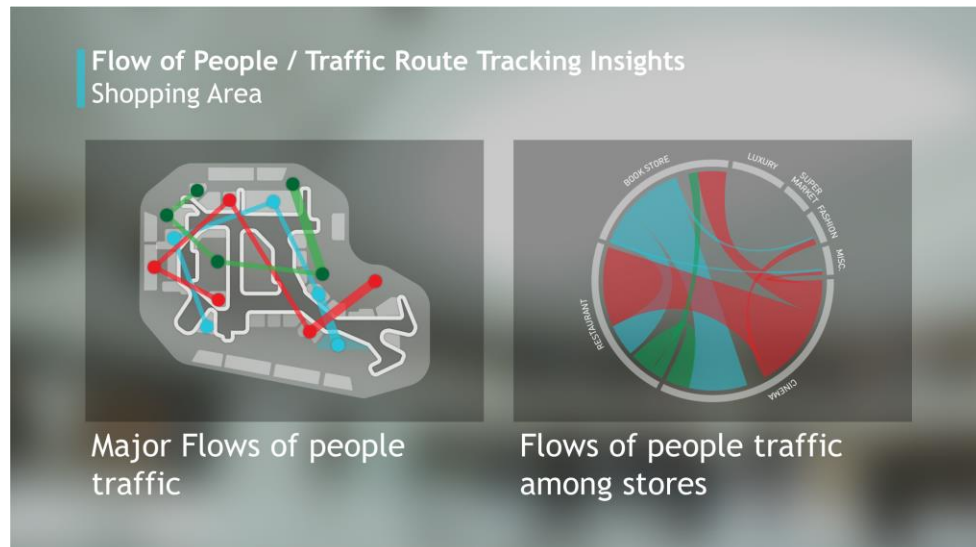 Flow of People / Traffic Route Tracking Insights
Shopping Area
BOOK STORE
LUXURY
SUPER
MARKET
FASHION
MISC.
RESTAURANT
CINEMA
Major Flows of people
traffic
Flows of people traffic
among stores